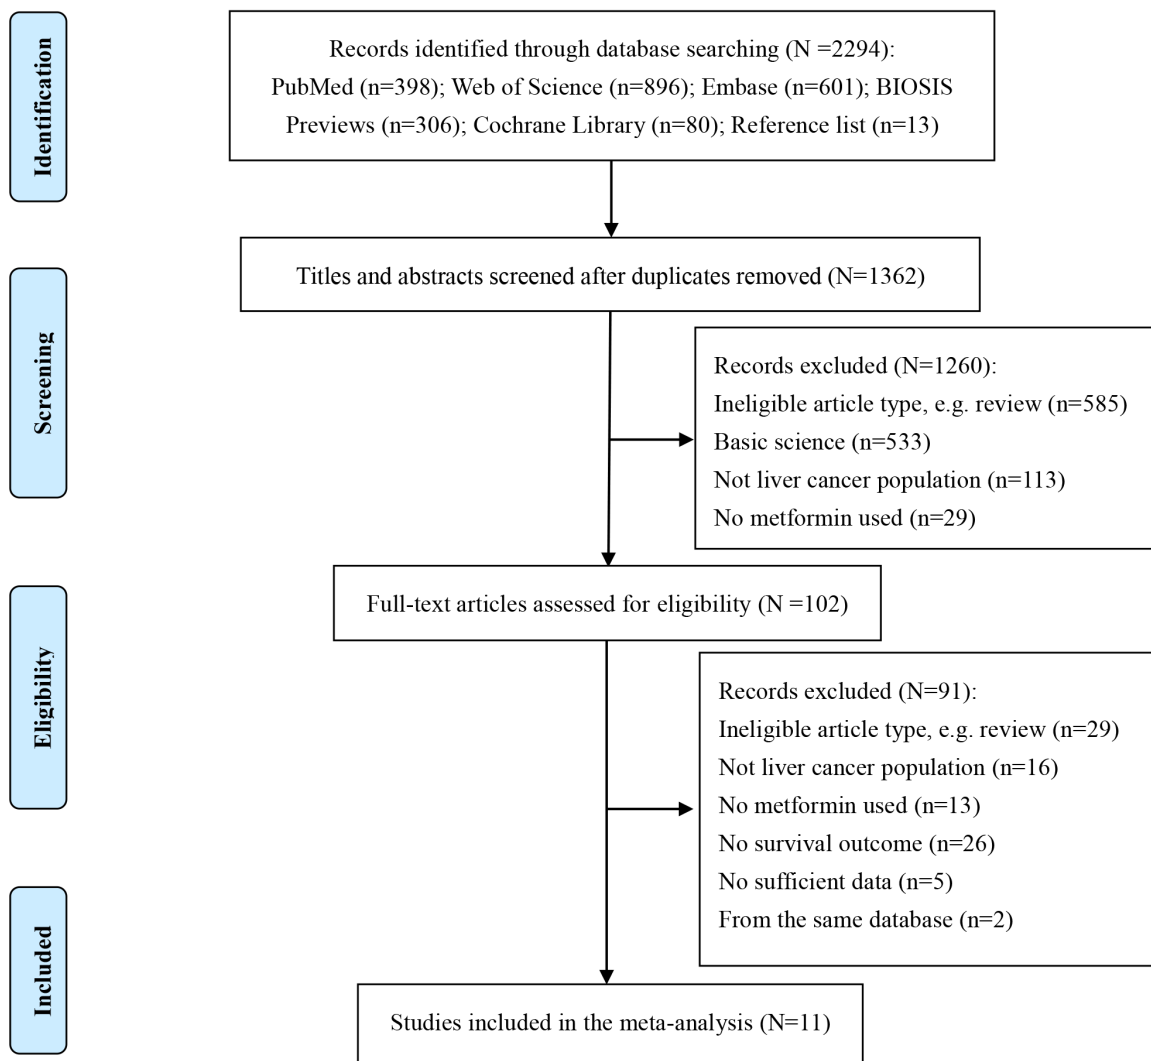 Identification
Records identified through database searching (N =2294):
PubMed (n=398); Web of Science (n=896); Embase (n=601); BIOSIS
Previews (n=306); Cochrane Library (n=80); Reference list (n=13)
Titles and abstracts screened after duplicates removed (N=1362)
Screening
Records excluded (N=1260):
Ineligible article type, e.g. review (n=585)
Basic science (n=533)
Not liver cancer population (n=113)
No metformin used (n=29)
Full-text articles assessed for eligibility (N =102)
Eligibility
Records excluded (N=91):
Ineligible article type, e.g. review (n=29)
Not liver cancer population (n=16)
No metformin used (n=13)
No survival outcome (n=26)
No sufficient data (n=5)
From the same database (n=2)
Included
Studies included in the meta-analysis (N=11)